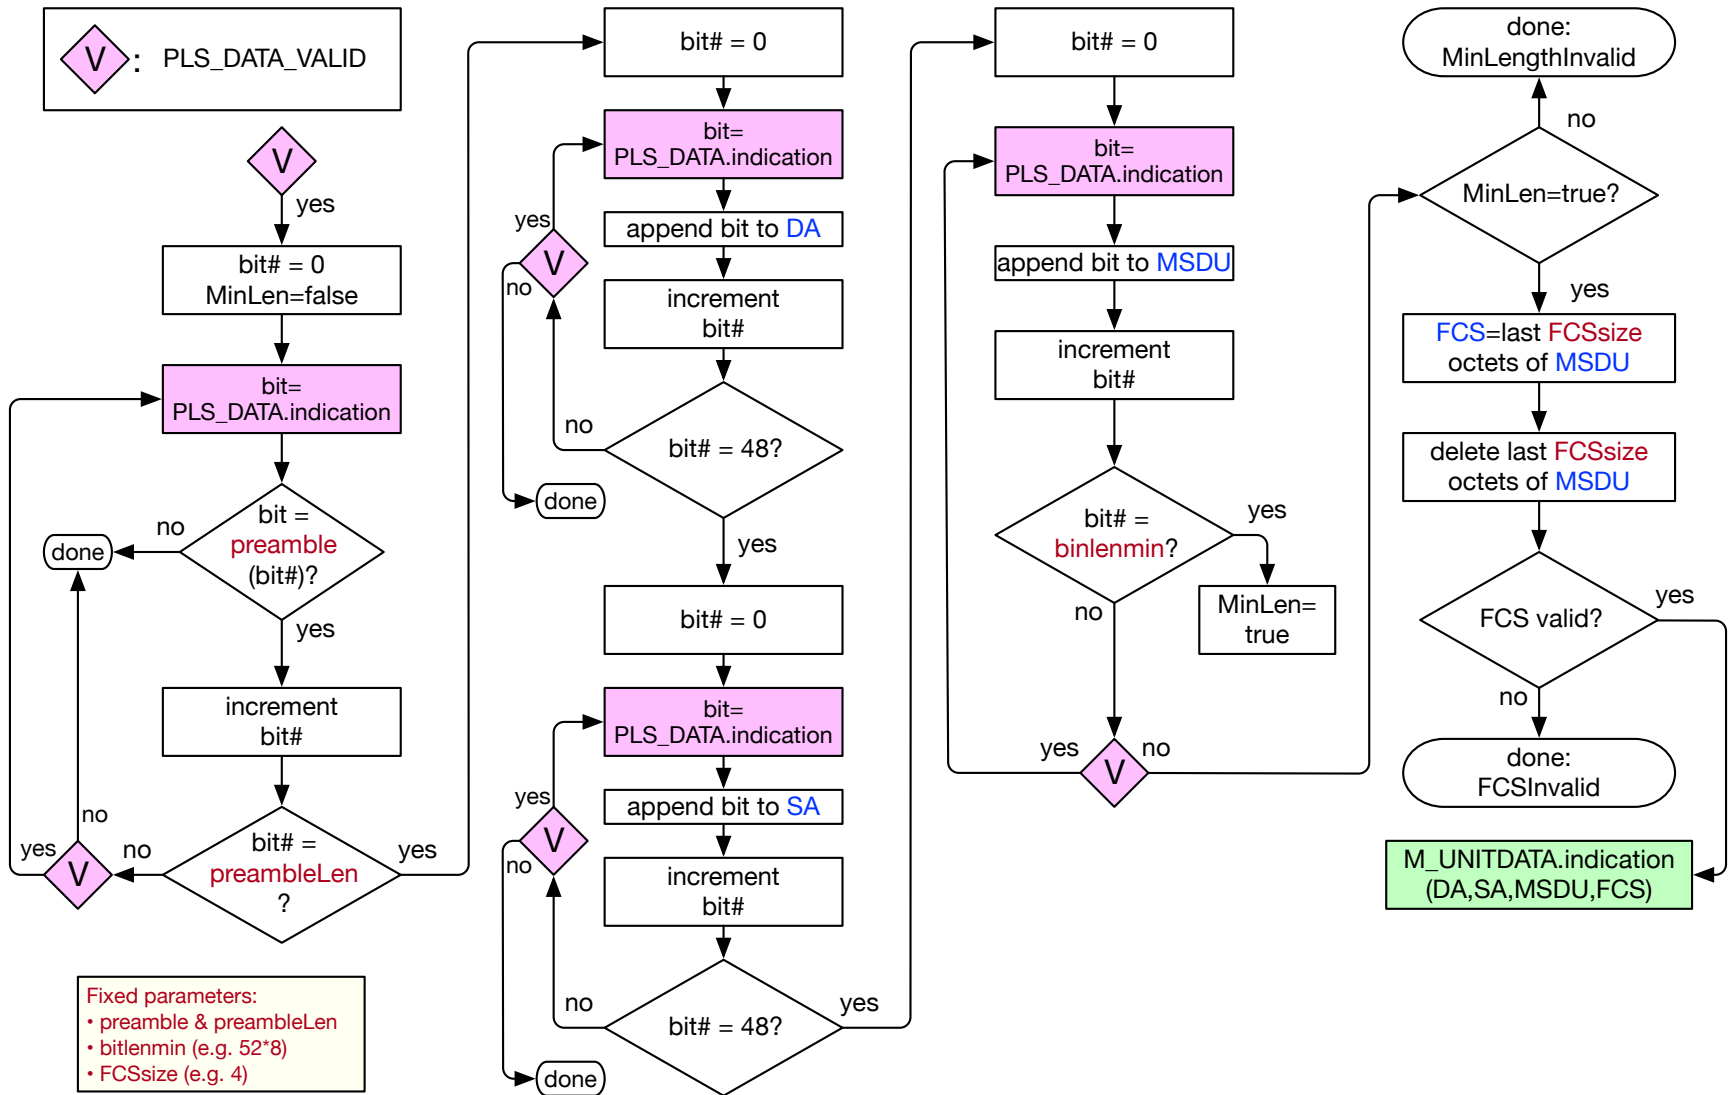 V : PLS_DATA_VALID
V
yes
bit# = 0
MinLen=false
bit=
PLS_DATA.indication
bit =
preamble
(bit#)?
no
done
yes
increment
bit#
bit# =
preambleLen
?
no
V
yes
no
yes
Fixed parameters:
• preamble & preambleLen
• bitlenmin (e.g. 52*8)
• FCSsize (e.g. 4)
bit# = 0
bit=
PLS_DATA.indication
append bit to DA
increment
bit#
bit# = 48?
no
V
yes
no
done
yes
bit# = 0
bit=
PLS_DATA.indication
append bit to SA
increment
bit#
bit# = 48?
no
V
yes
no
done
yes
bit# = 0
bit=
PLS_DATA.indication
append bit to MSDU
increment
bit#
bit# =
binlenmin?
yes
MinLen=
true
no
V
yes
no
done:
MinLengthInvalid
no
MinLen=true?
yes
FCS=last FCSsize
octets of MSDU
delete last FCSsize
octets of MSDU
FCS valid?
yes
no
done:
FCSInvalid
M_UNITDATA.indication
(DA,SA,MSDU,FCS)